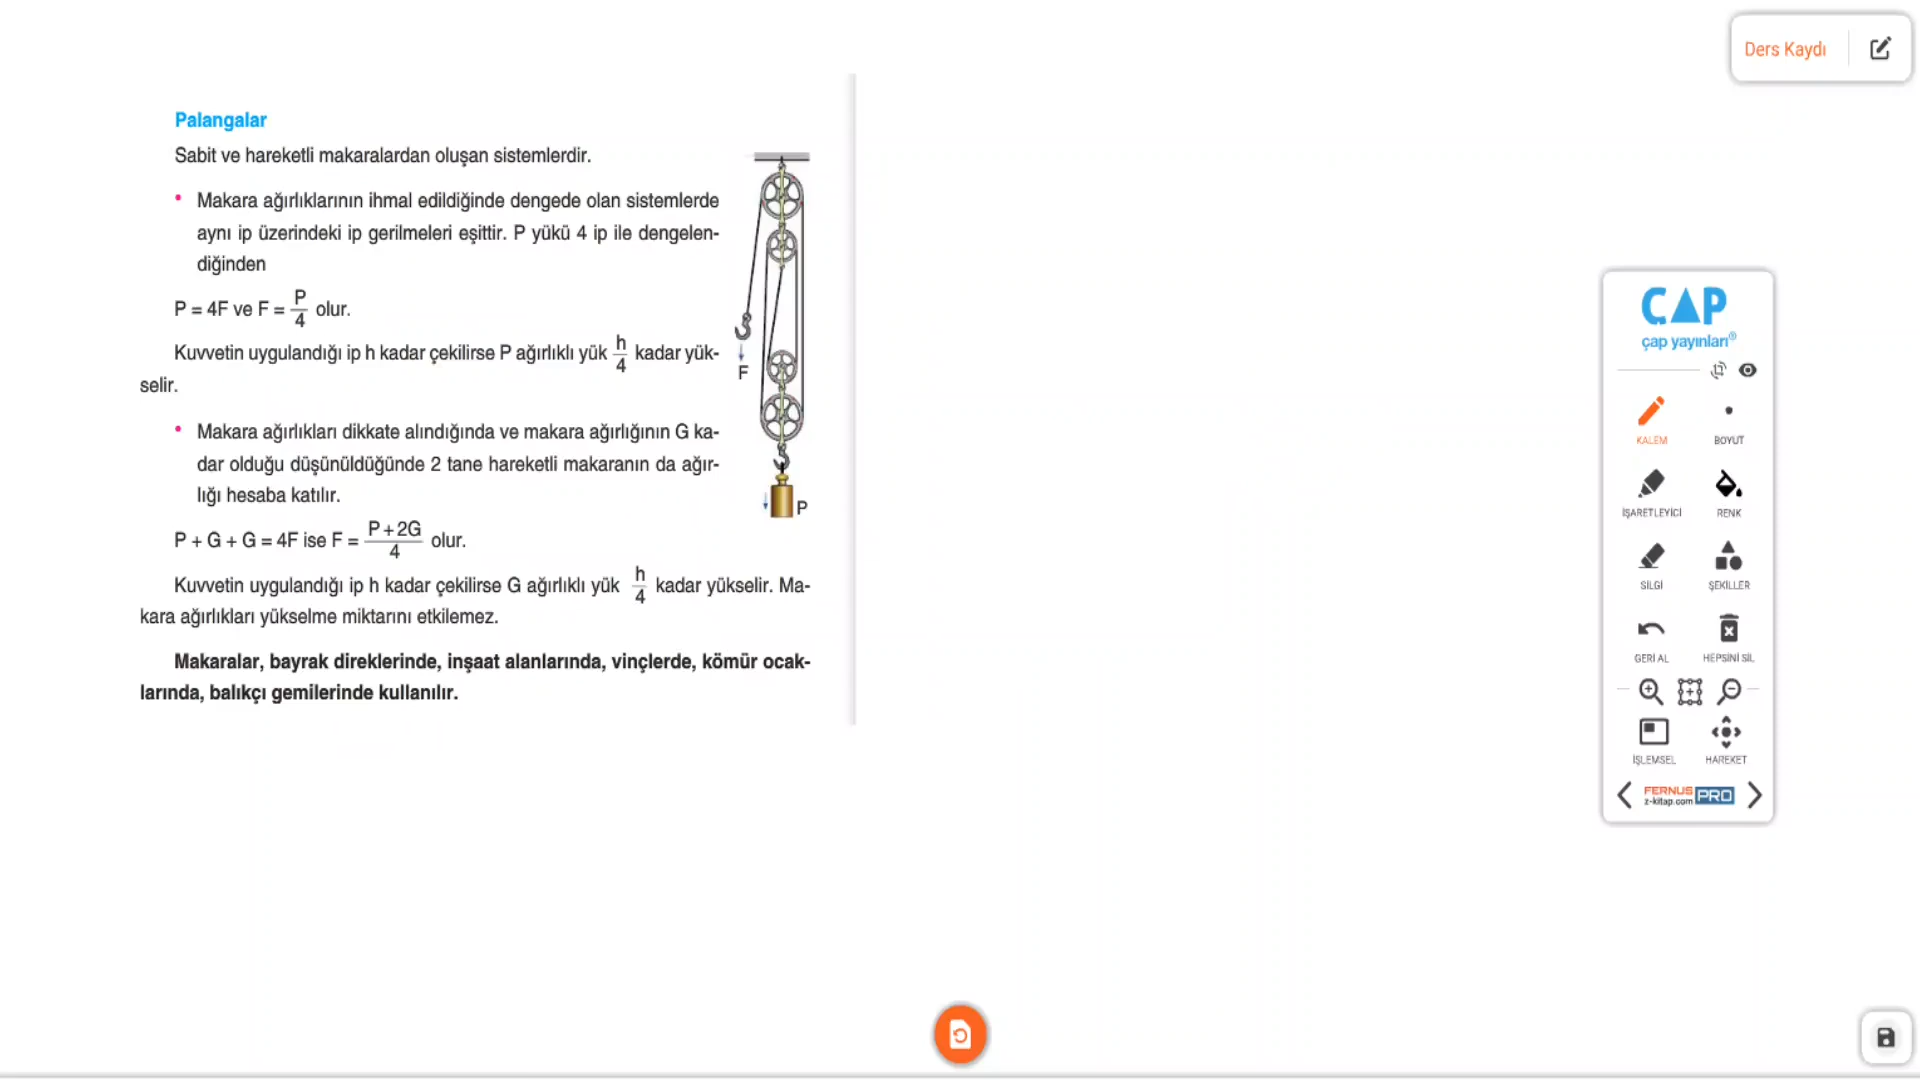 Ders Kaydı
Palangalar
Sabit ve hareketli makaralardan oluşan sistemlerdir.
• Makara ağırlıklarının ihmal edildiğinde dengede olan sistemlerde
aynı ip üzerindeki ip gerilmeleri eşittir. P yükü 4 ip ile dengelen-
diğinden
P = 4F ve F = P/4 olur.
Kuvvetin uygulandığı ip h kadar çekilirse P ağırlıklı yük h/4 kadar yük-
selir.
• Makara ağırlıkları dikkate alındığında ve makara ağırlığının G ka-
dar olduğu düşünüldüğünde 2 tane hareketli makaranın da ağır-
lığı hesaba katılır.
P + G + G = 4F ise F = P+2G/4 olur.
Kuvvetin uygulandığı ip h kadar çekilirse G ağırlıklı yük h/4 kadar yükselir. Ma-
kara ağırlıkları yükselme miktarını etkilemez.
Makaralar, bayrak direklerinde, inşaat alanlarında, vinçlerde, kömür ocak-
larında, balıkçı gemilerinde kullanılır.
F
P
ÇAP
çap yayınları®
KALEM BOYUT
İŞARETLEYİCİ RENK
SİLGİ ŞEKİLLER
GERİ AL HEPSİNİ SİL
İŞLEMSEL HAREKET
FERNUS PRO
z-kitap.com